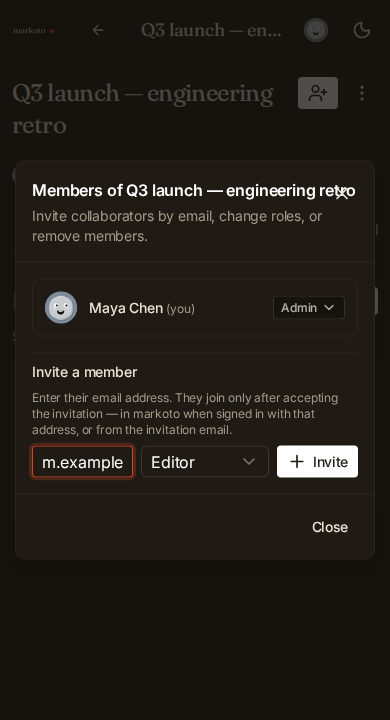 markoto
Q3 launch — en...
Q3 launch — engineering
retro
Members of Q3 launch — engineering retro
Invite collaborators by email, change roles, or
remove members.
Maya Chen (you)
Admin
Invite a member
Enter their email address. They join only after accepting
the invitation — in markoto when signed in with that
address, or from the invitation email.
m.example
Editor
Invite
Close